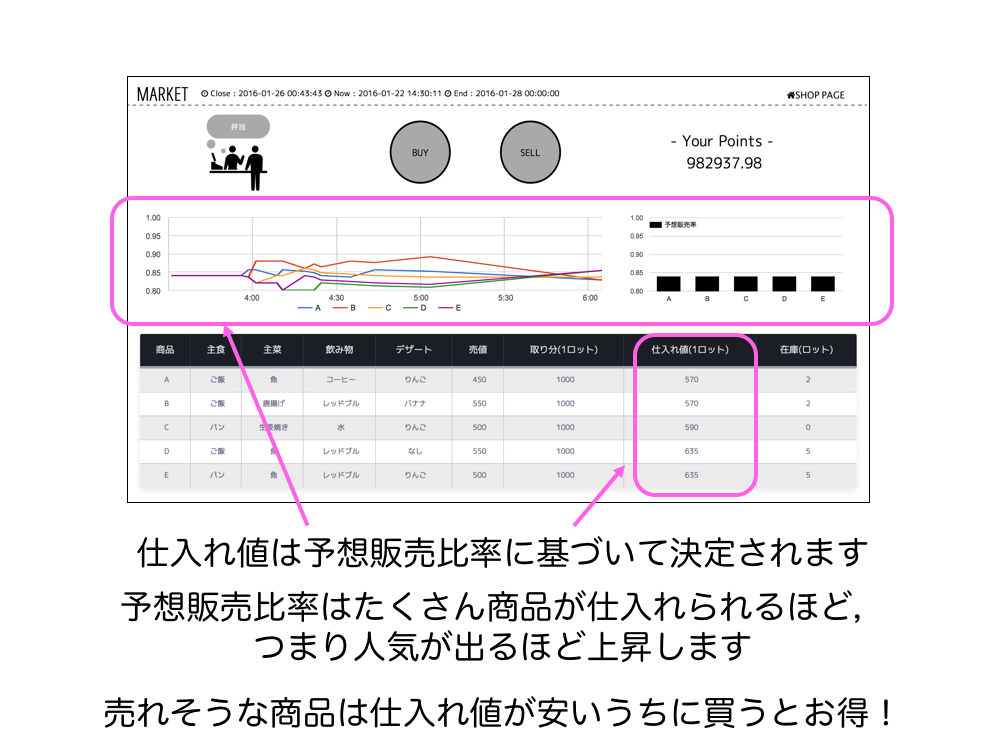 MARKET Close : 2016-01-26 00:43:43 Now : 2016-01-22 14:30:11 End : 2016-01-28 00:00:00 SHOP PAGE
弁当
BUY
SELL
- Your Points -
982937.98
1.00
0.95
0.90
0.85
0.80
4:00 4:30 5:00 5:30 6:00
A B C D E
1.00
0.95
0.90
0.85
0.80
予想販売率
A B C D E
商品 主食 主菜 飲み物 デザート 売値 取り分(1ロット) 仕入れ値(1ロット) 在庫(ロット)
A ご飯 魚 コーヒー りんご 450 1000 570 2
B ご飯 唐揚げ レッドブル バナナ 550 1000 570 2
C パン 生姜焼き 水 りんご 500 1000 590 0
D ご飯 魚 レッドブル なし 550 1000 635 5
E パン 魚 レッドブル りんご 500 1000 635 5
仕入れ値は予想販売比率に基づいて決定されます
予想販売比率はたくさん商品が仕入れられるほど,
つまり人気が出るほど上昇します
売れそうな商品は仕入れ値が安いうちに買うとお得！